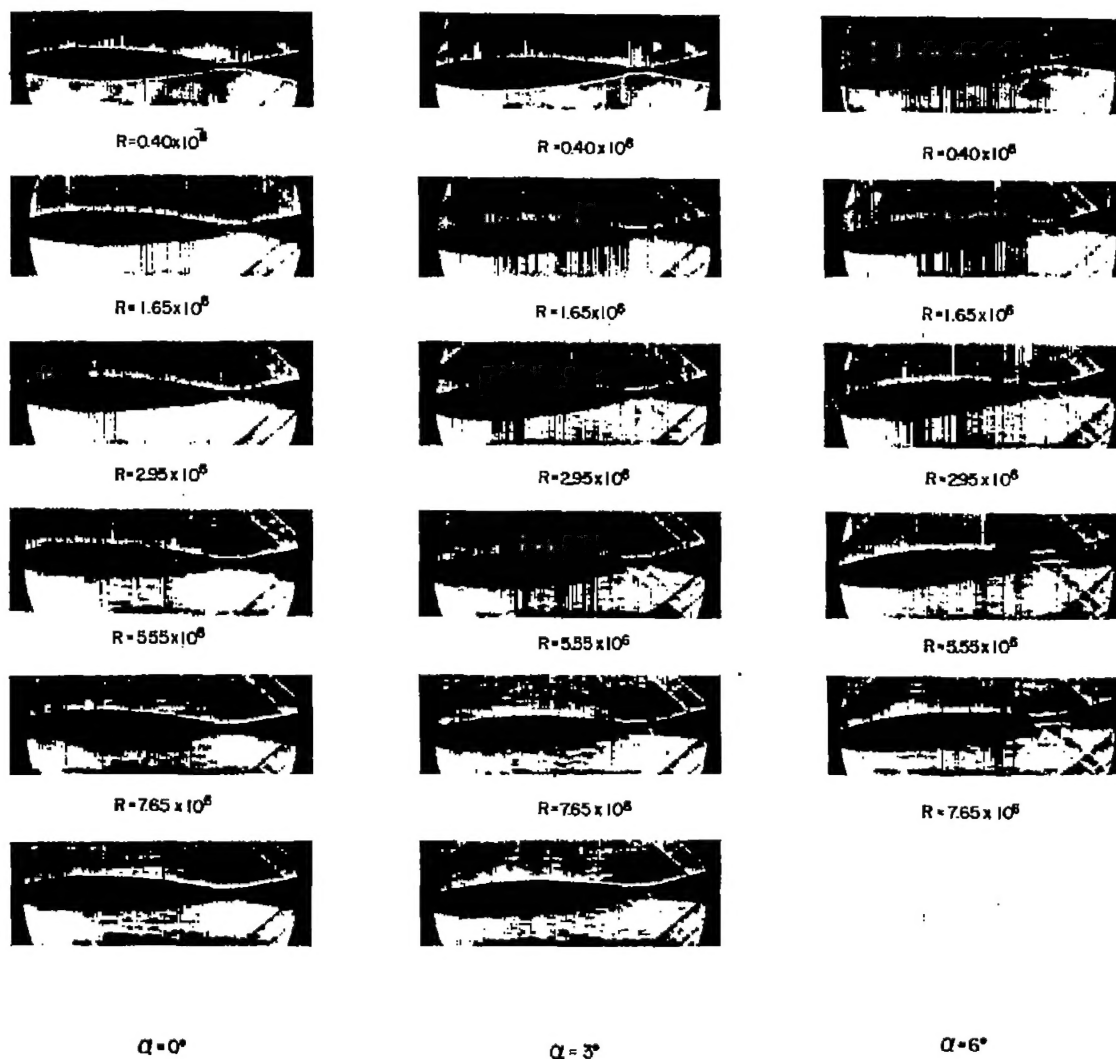 R=0.40x10⁶
R=0.40x10⁶
R=0.40x10⁶
R=1.65x10⁶
R=1.65x10⁶
R=1.65x10⁶
R=2.95x10⁶
R=2.95x10⁶
R=2.95x10⁶
R=5.55x10⁶
R=5.55x10⁶
R=5.55x10⁶
R=7.65x10⁶
R=7.65x10⁶
R=7.65x10⁶
α=0°
α=3°
α=6°